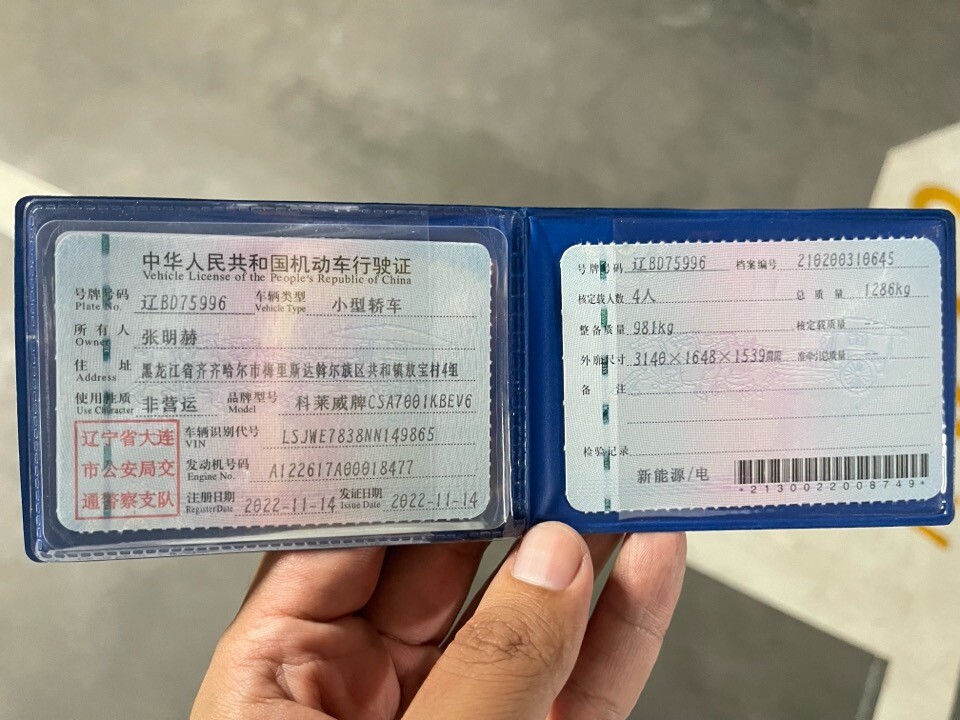 中华人民共和国机动车行驶证
Vehicle License of the People's Republic of China
号牌号码 辽BD75996 车辆类型 小型轿车
Plate No. Vehicle Type
所有人 张明赫
Owner
住址 黑龙江省齐齐哈尔市梅里斯达斡尔族区共和镇敖宝村4组
Address
使用性质 非营运 品牌型号 科莱威牌CSA7001KBEV6
Use Character Model
辽宁省大连
市公安局交
通警察支队
车辆识别代号 LSJWE7838NN149865
VIN
发动机号码 A122617A00018477
Engine No.
注册日期 2022-11-14 发证日期 2022-11-14
Register Date Issue Date
号牌号码 辽BD75996 档案编号 210200310645
核定载人数 4人 总质量 1286kg
整备质量 981kg 核定载质量 --
外廓尺寸 3140×1648×1539mm 准牵引总质量 --
备注
检验记录
新能源/电
*2130022008749*